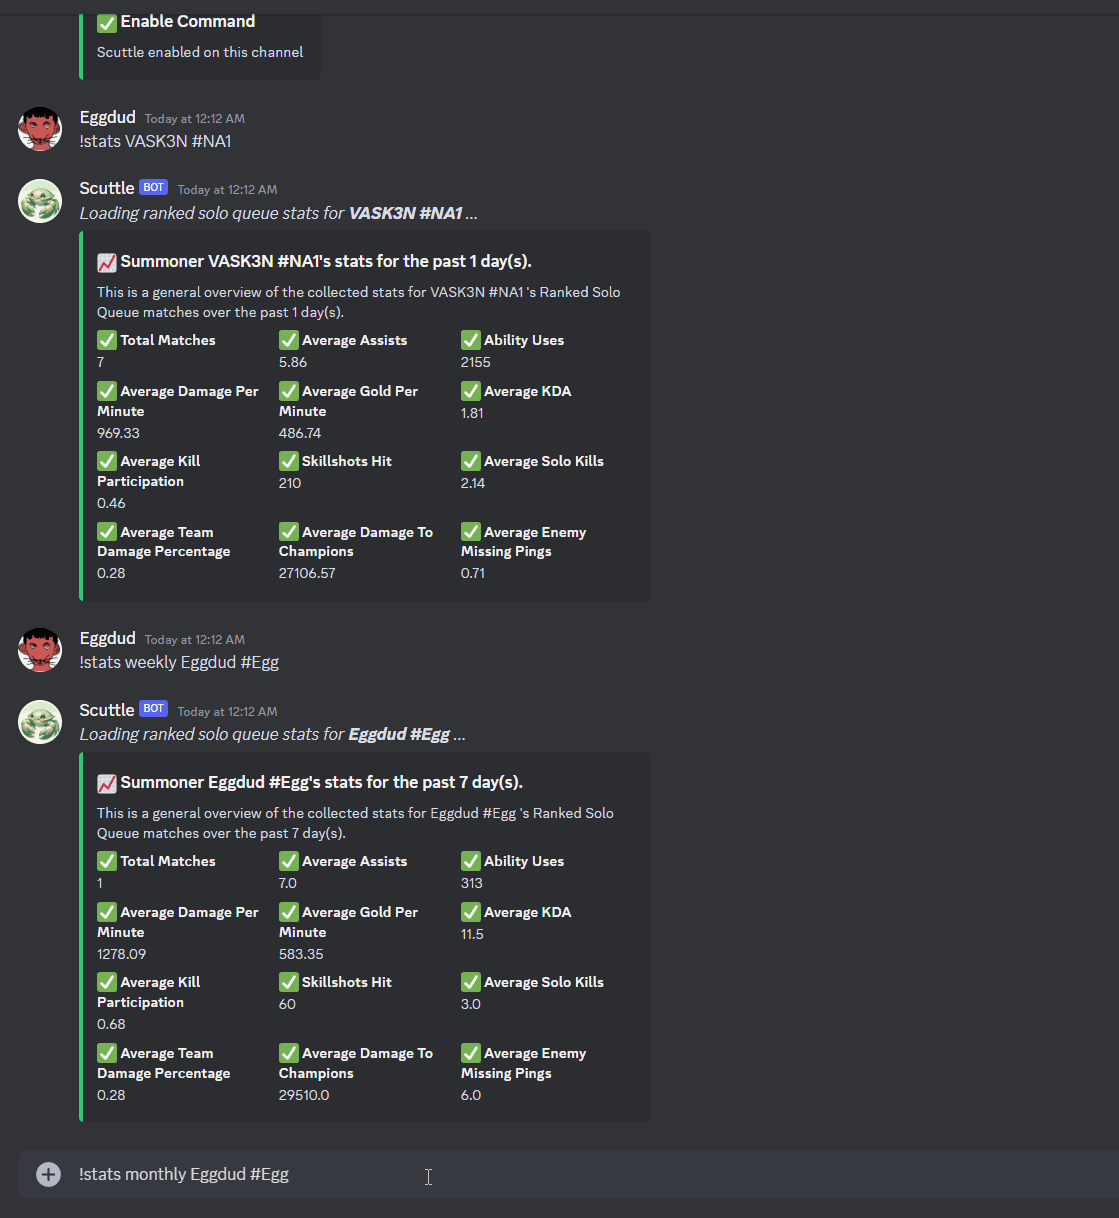 Enable Command
Scuttle enabled on this channel
Eggdud Today at 12:12 AM
!stats VASK3N #NA1
Scuttle BOT Today at 12:12 AM
Loading ranked solo queue stats for VASK3N #NA1 ...
Summoner VASK3N #NA1's stats for the past 1 day(s).
This is a general overview of the collected stats for VASK3N #NA1 's Ranked Solo
Queue matches over the past 1 day(s).
Total Matches Average Assists Ability Uses
7 5.86 2155
Average Damage Per Average Gold Per Average KDA
Minute Minute 1.81
969.33 486.74
Average Kill Skillshots Hit Average Solo Kills
Participation 210 2.14
0.46
Average Team Average Damage To Average Enemy
Damage Percentage Champions Missing Pings
0.28 27106.57 0.71
Eggdud Today at 12:12 AM
!stats weekly Eggdud #Egg
Scuttle BOT Today at 12:12 AM
Loading ranked solo queue stats for Eggdud #Egg ...
Summoner Eggdud #Egg's stats for the past 7 day(s).
This is a general overview of the collected stats for Eggdud #Egg 's Ranked Solo
Queue matches over the past 7 day(s).
Total Matches Average Assists Ability Uses
1 7.0 313
Average Damage Per Average Gold Per Average KDA
Minute Minute 11.5
1278.09 583.35
Average Kill Skillshots Hit Average Solo Kills
Participation 60 3.0
0.68
Average Team Average Damage To Average Enemy
Damage Percentage Champions Missing Pings
0.28 29510.0 6.0
!stats monthly Eggdud #Egg